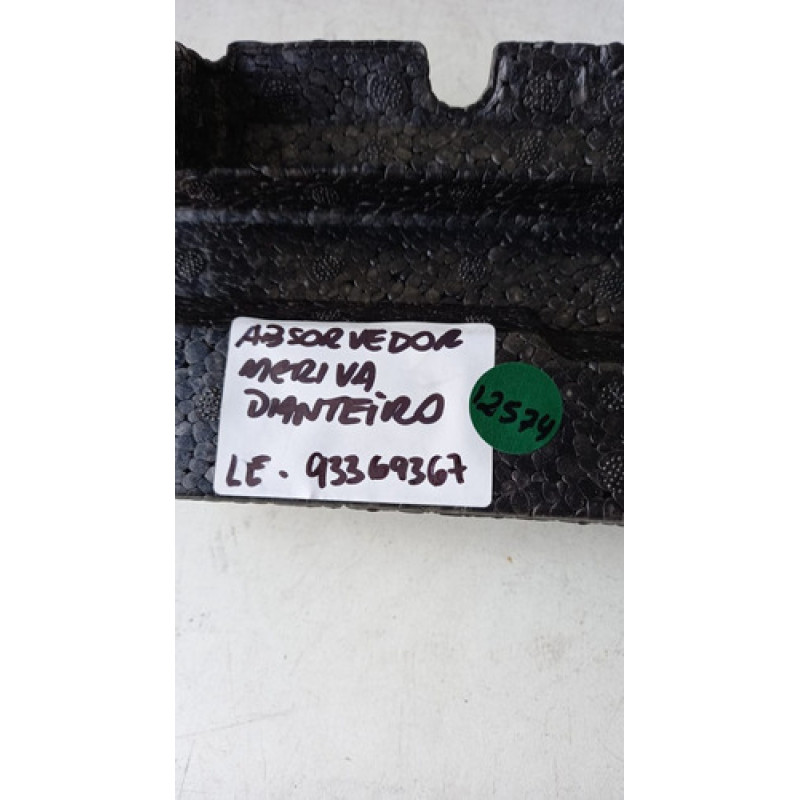 ABSORVEDOR
MERIVA
DIANTEIRO
LE. 93369367
12574